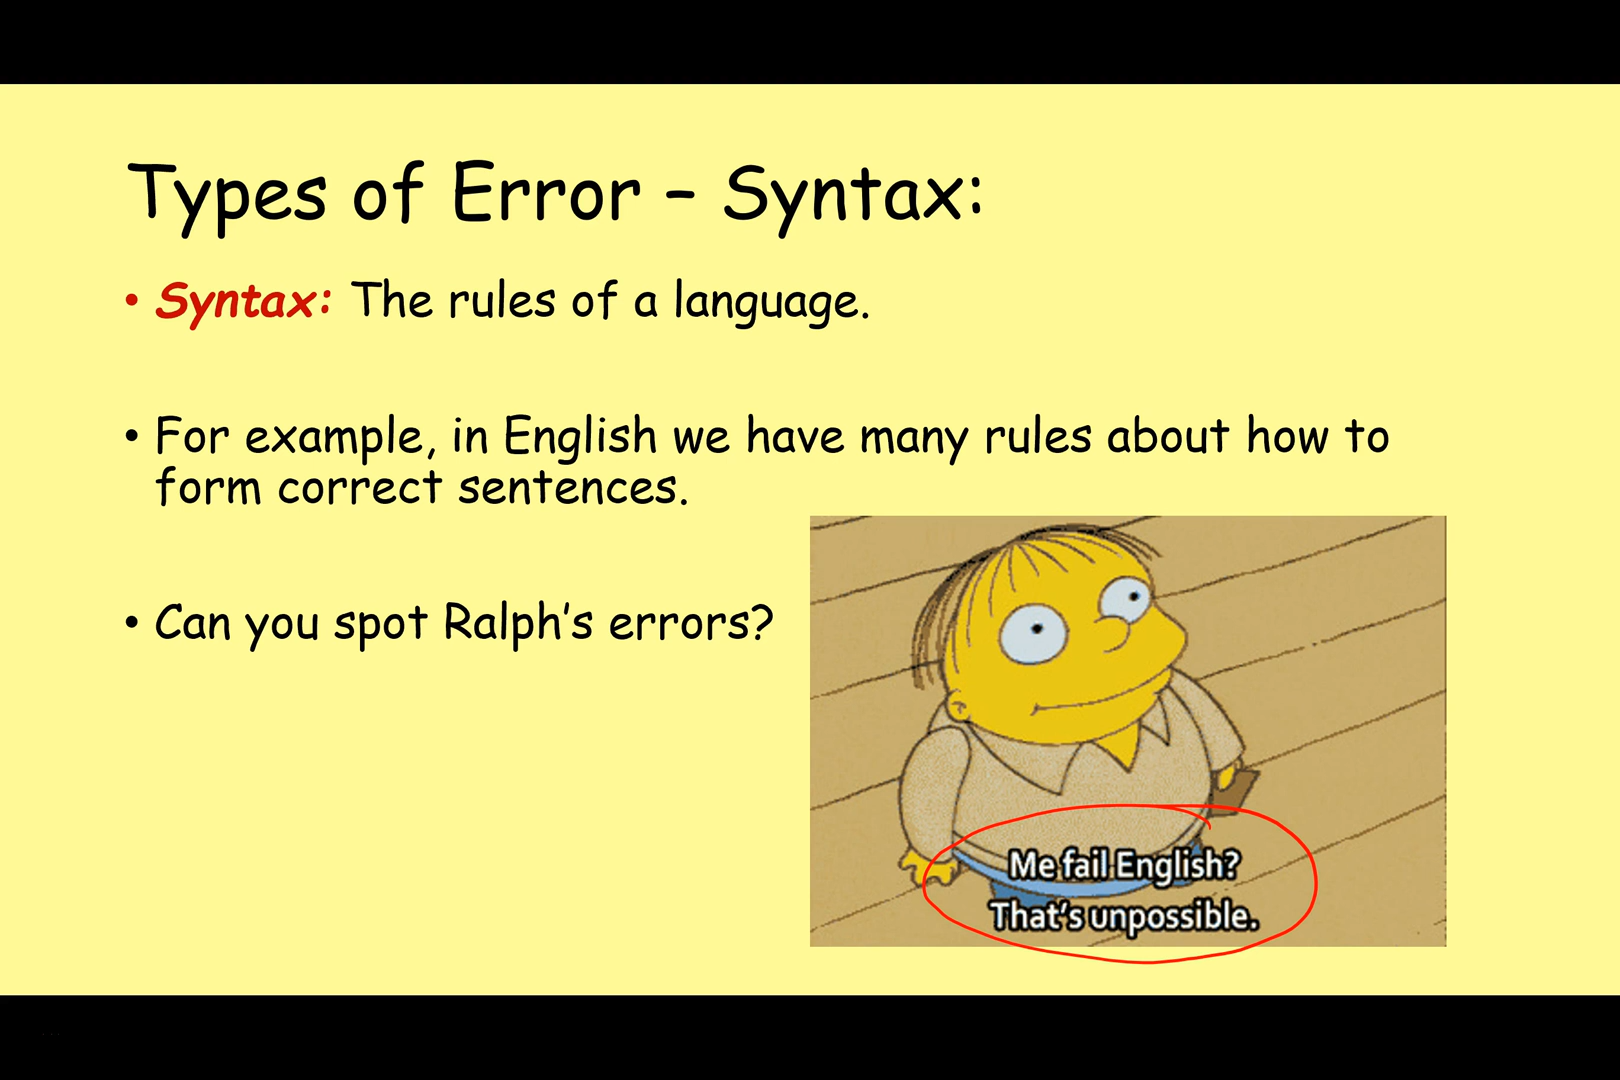 Types of Error – Syntax:
• Syntax: The rules of a language.
• For example, in English we have many rules about how to
form correct sentences.
• Can you spot Ralph's errors?
Me fail English?
That's unpossible.